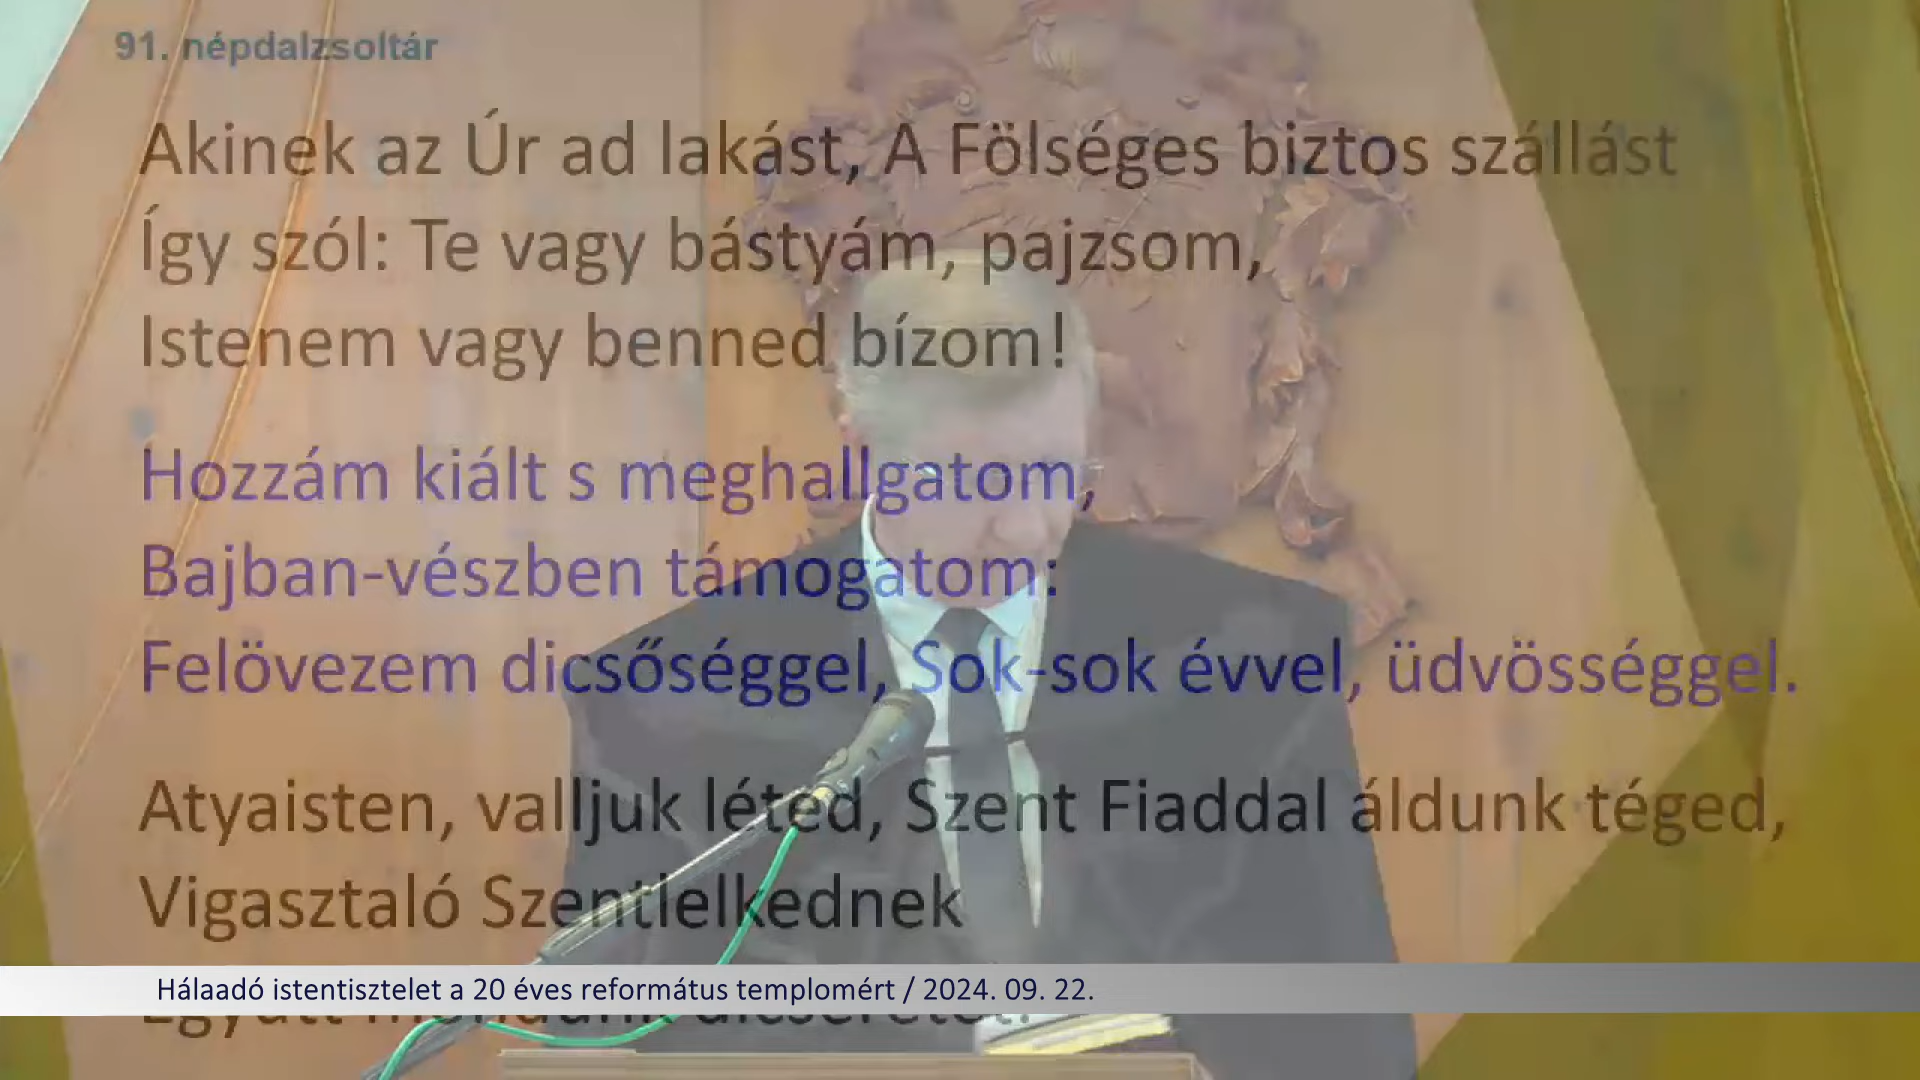 91. népdalzsoltár
Akinek az Úr ad lakást, A Fölséges biztos szállást
Így szól: Te vagy bástyám, pajzsom,
Istenem vagy benned bízom!
Hozzám kiált s meghallgatom,
Bajban-vészben támogatom:
Felövezem dicsőséggel, Sok-sok évvel, üdvösséggel.
Atyaisten, valljuk léted, Szent Fiaddal áldunk téged,
Vigasztaló Szentlelkednek
Hálaadó istentisztelet a 20 éves református templomért / 2024. 09. 22.